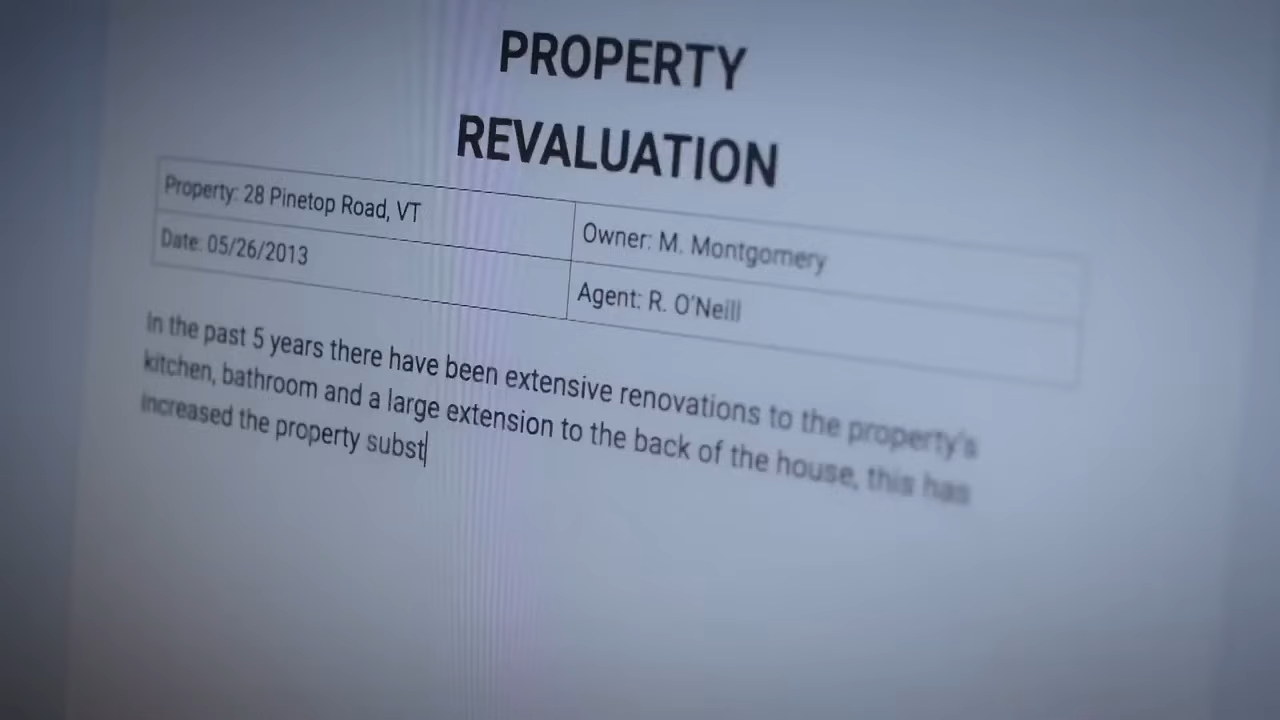 PROPERTY
REVALUATION
Property: 28 Pinetop Road, VT
Owner: M. Montgomery
Date: 05/26/2013
Agent: R. O'Neill
In the past 5 years there have been extensive renovations to the property's
kitchen, bathroom and a large extension to the back of the house, this has
increased the property subst